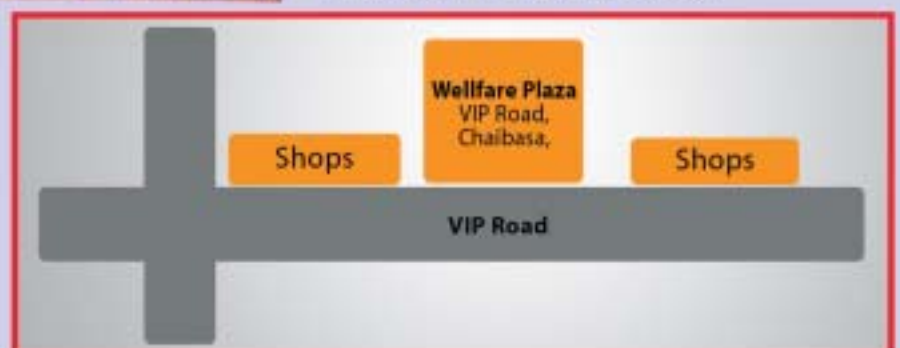 Wellfare Plaza
VIP Road,
Chaibasa,
Shops
Shops
VIP Road